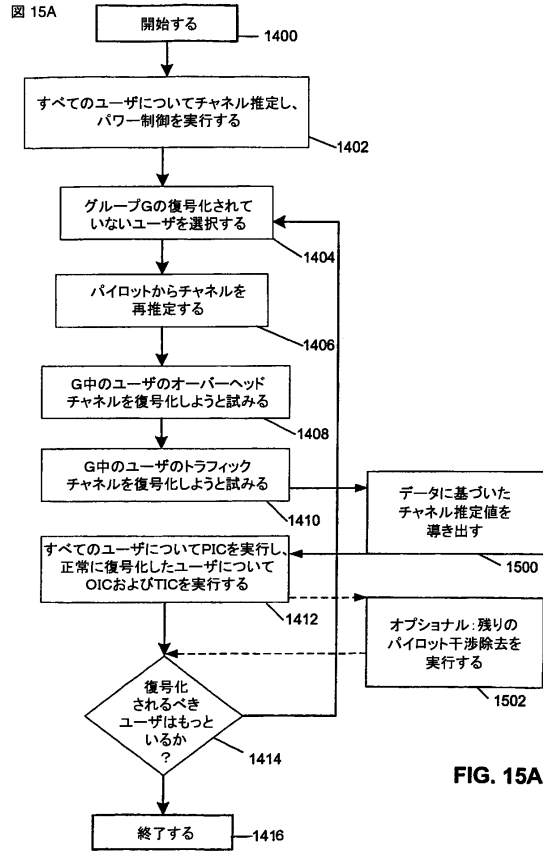 図 15A
開始する
1400
すべてのユーザについてチャネル推定し、
パワー制御を実行する
1402
グループGの復号化されて
いないユーザを選択する
1404
パイロットからチャネルを
再推定する
1406
G中のユーザのオーバーヘッド
チャネルを復号化しようと試みる
1408
G中のユーザのトラフィック
チャネルを復号化しようと試みる
1410
データに基づいた
チャネル推定値を
導き出す
1500
すべてのユーザについてPICを実行し、
正常に復号化したユーザについて
OICおよびTICを実行する
1412
オプショナル:残りの
パイロット干渉除去を
実行する
1502
復号化
されるべき
ユーザはもっと
いるか
?
1414
終了する
1416
FIG. 15A